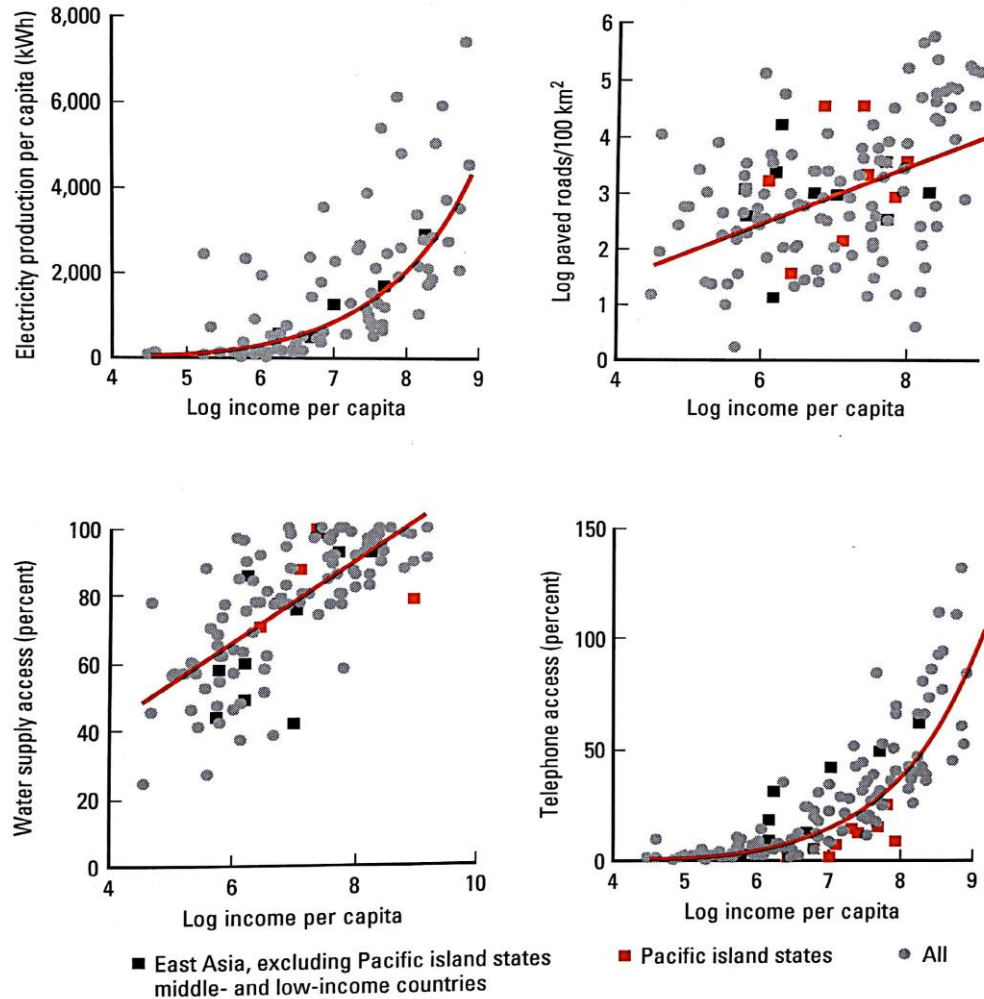 Electricity production per capita (kWh)
8,000
6,000
4,000
2,000
0
4 5 6 7 8 9
Log income per capita
Log paved roads/100 km²
6
5
4
3
2
1
0
4 6 8
Log income per capita
Water supply access (percent)
100
80
60
40
20
0
4 6 8 10
Log income per capita
Telephone access (percent)
150
100
50
0
4 5 6 7 8 9
Log income per capita
East Asia, excluding Pacific island states
middle- and low-income countries
Pacific island states
All